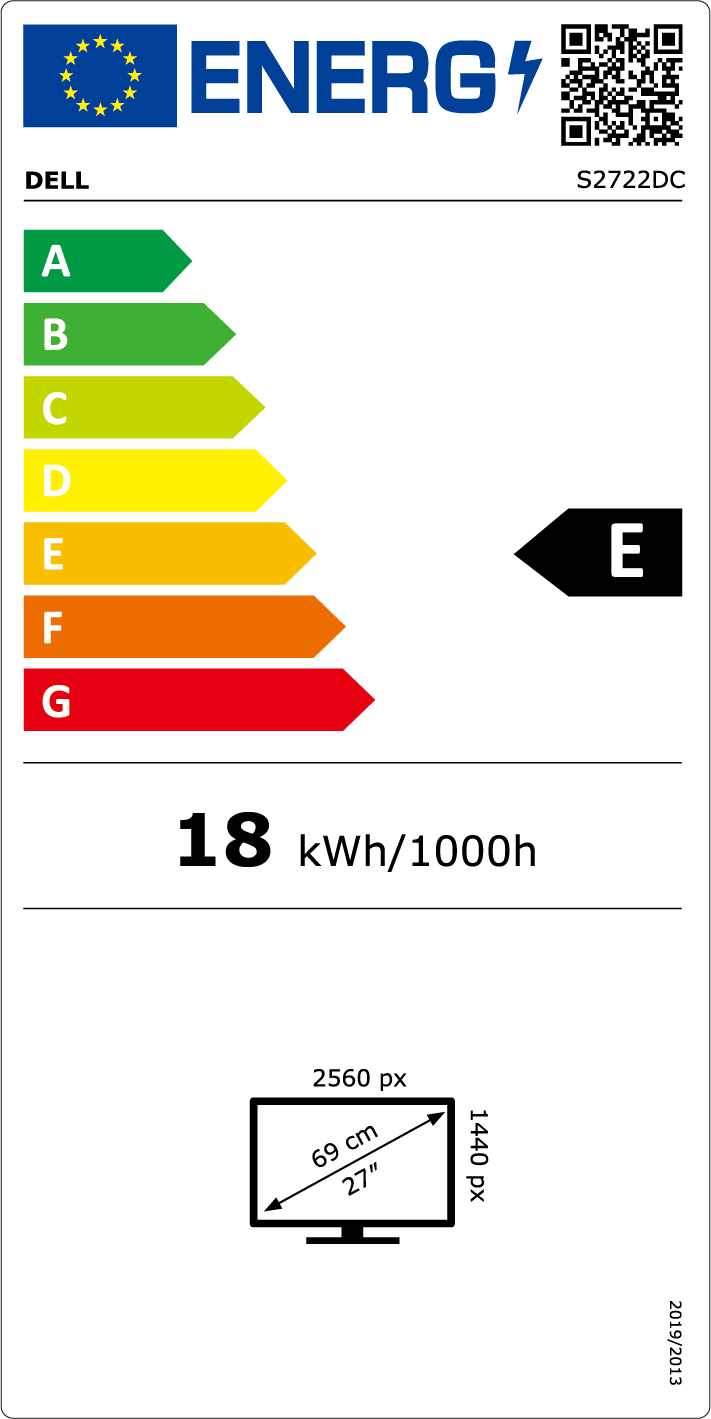 ENERG
DELL
S2722DC
A
B
C
D
E
E
F
G
18 kWh/1000h
2560 px
1440 px
69 cm
27"
2019/2013